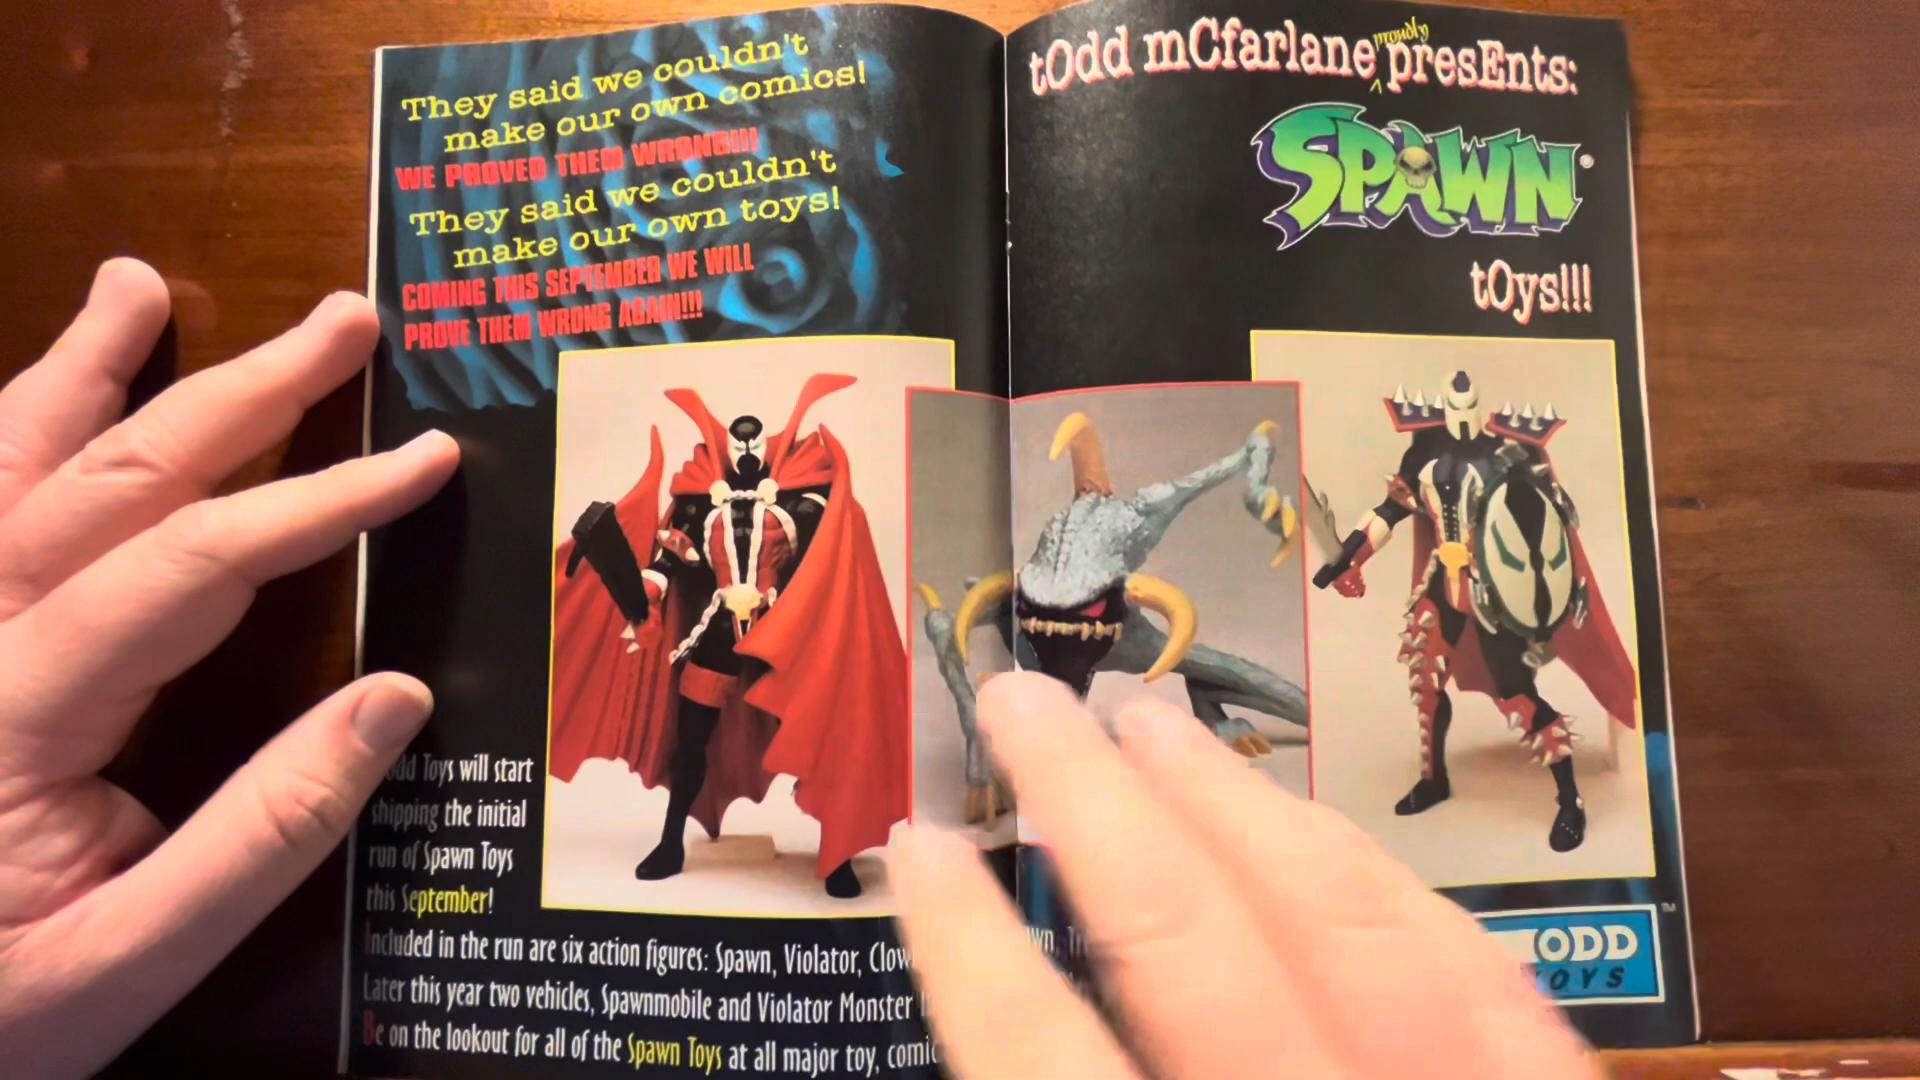 They said we couldn't
make our own comics!
WE PROVED THEM WRONG!!!!
They said we couldn't
make our own toys!
COMING THIS SEPTEMBER WE WILL
PROVE THEM WRONG AGAIN!!!
tOdd mCfarlane proudly presEnts:
SPAWN®
tOys!!!
Todd Toys will start
shipping the initial
run of Spawn Toys
this September!
Included in the run are six action figures: Spawn, Violator,
Later this year two vehicles, Spawnmobile and Violator Monster
Be on the lookout for all of the Spawn Toys at all major toy,
TODD
TOYS
TM